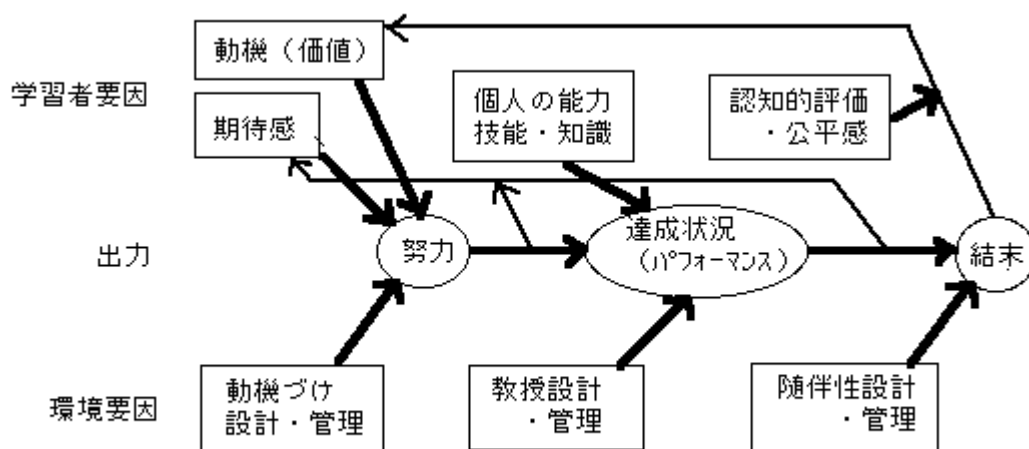 動機（価値）
学習者要因
期待感
個人の能力
技能・知識
認知的評価
・公平感
出力
努力
達成状況
（パフォーマンス）
結末
環境要因
動機づけ
設計・管理
教授設計
・管理
随伴性設計
・管理